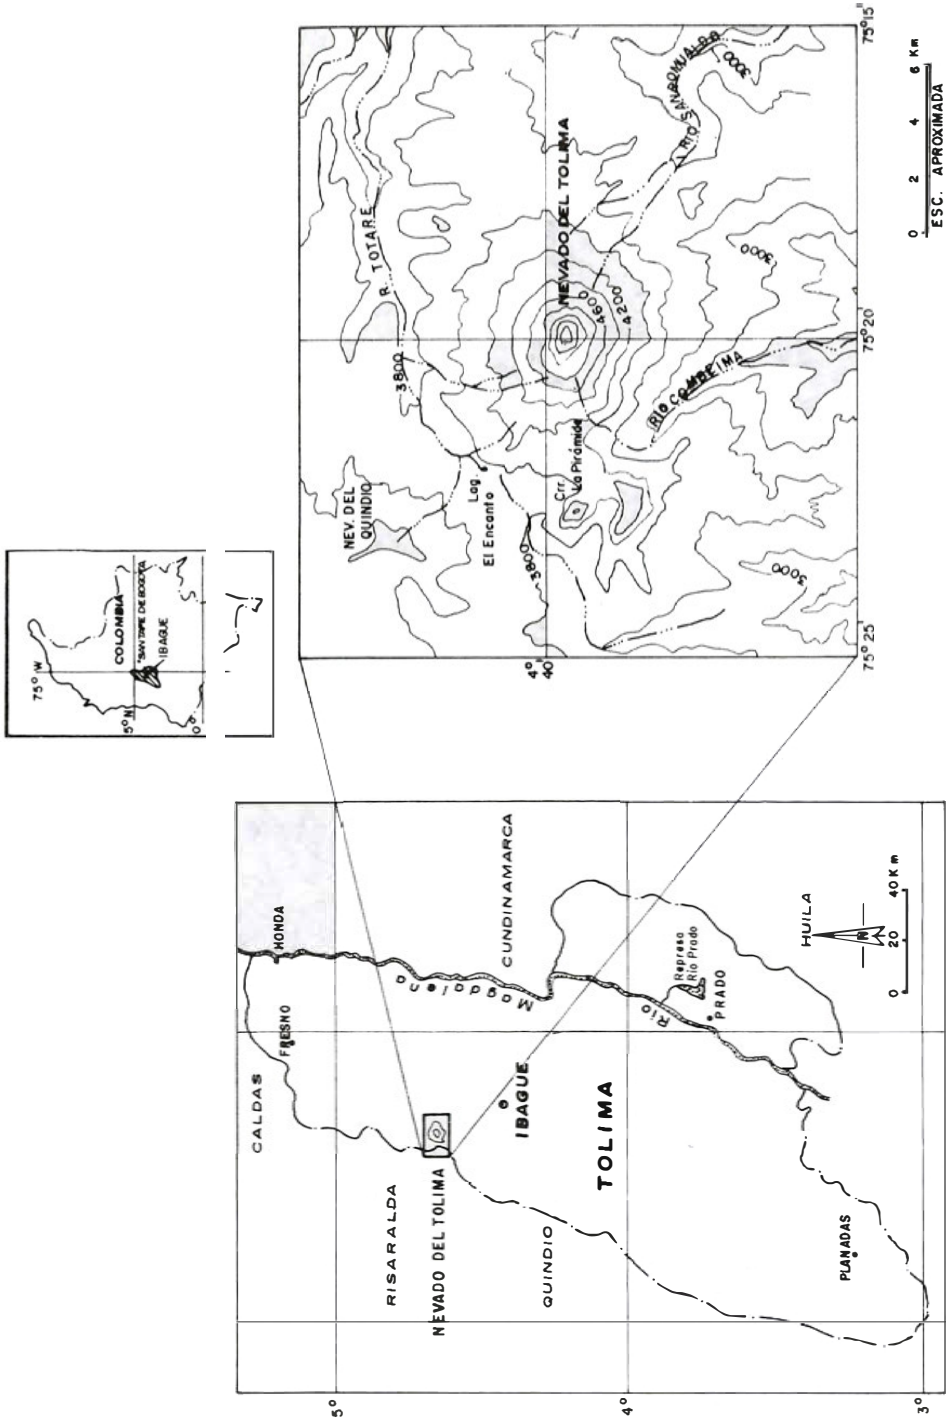 75° W
COLOMBIA
5° N
SANTAFE DE BOGOTA
IBAGUE
0°
5°
4°
3°
CALDAS
FRESNO
HONDA
RISARALDA
NEVADO DEL TOLIMA
CUNDINAMARCA
Río Magdalena
IBAGUE
QUINDIO
TOLIMA
Represa
Río Prado
PRADO
PLANADAS
HUILA
N
0 20 40 Km
NEV. DEL
QUINDIO
R. TOTARE
3800
Lag.
El Encanto
4°
40'
3800
Crr.
La Pirámide
NEVADO DEL TOLIMA
4600
4200
RIO COMBEIMA
RIO SAN ROMUALDO
3000
3000
3000
75° 25
75° 20
75° 15'
0 2 4 6 Km
ESC. APROXIMADA